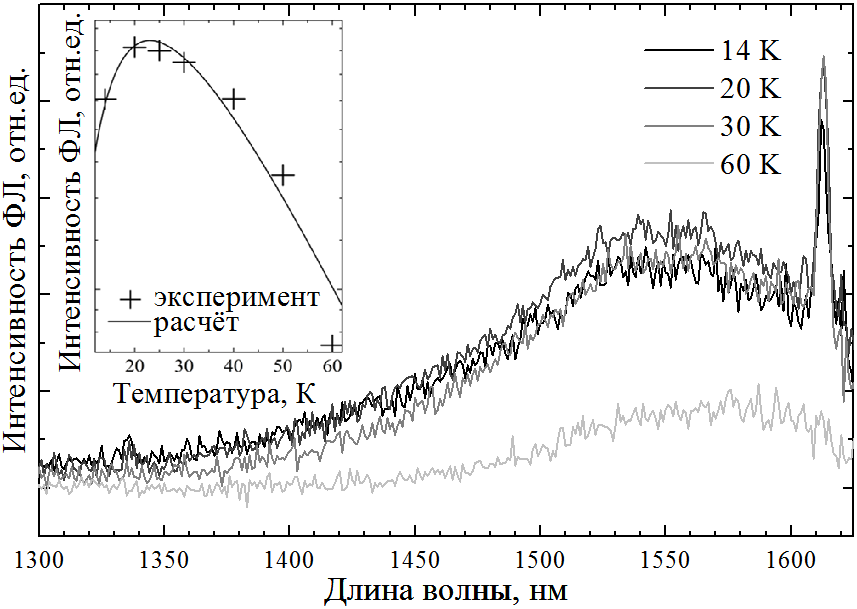 Интенсивность ФЛ, отн.ед.
Интенсивность ФЛ, отн.ед.
эксперимент
расчёт
20 30 40 50 60
Температура, К
14 K
20 K
30 K
60 K
1300 1350 1400 1450 1500 1550 1600
Длина волны, нм